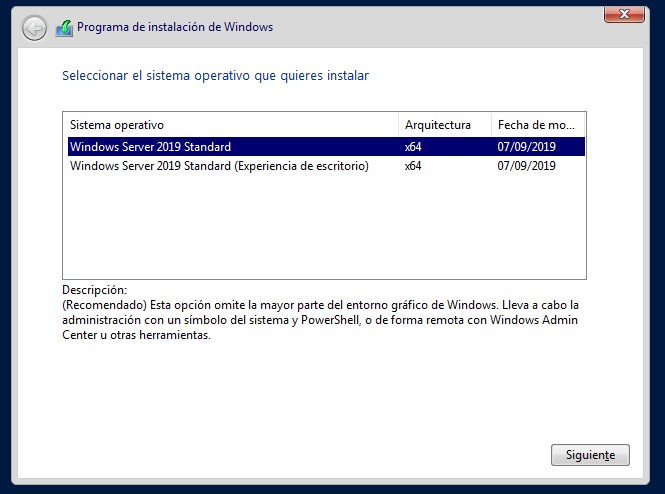 Programa de instalación de Windows
Seleccionar el sistema operativo que quieres instalar
Sistema operativo Arquitectura Fecha de mo...
Windows Server 2019 Standard x64 07/09/2019
Windows Server 2019 Standard (Experiencia de escritorio) x64 07/09/2019
Descripción:
(Recomendado) Esta opción omite la mayor parte del entorno gráfico de Windows. Lleva a cabo la
administración con un símbolo del sistema y PowerShell, o de forma remota con Windows Admin
Center u otras herramientas.
Siguiente